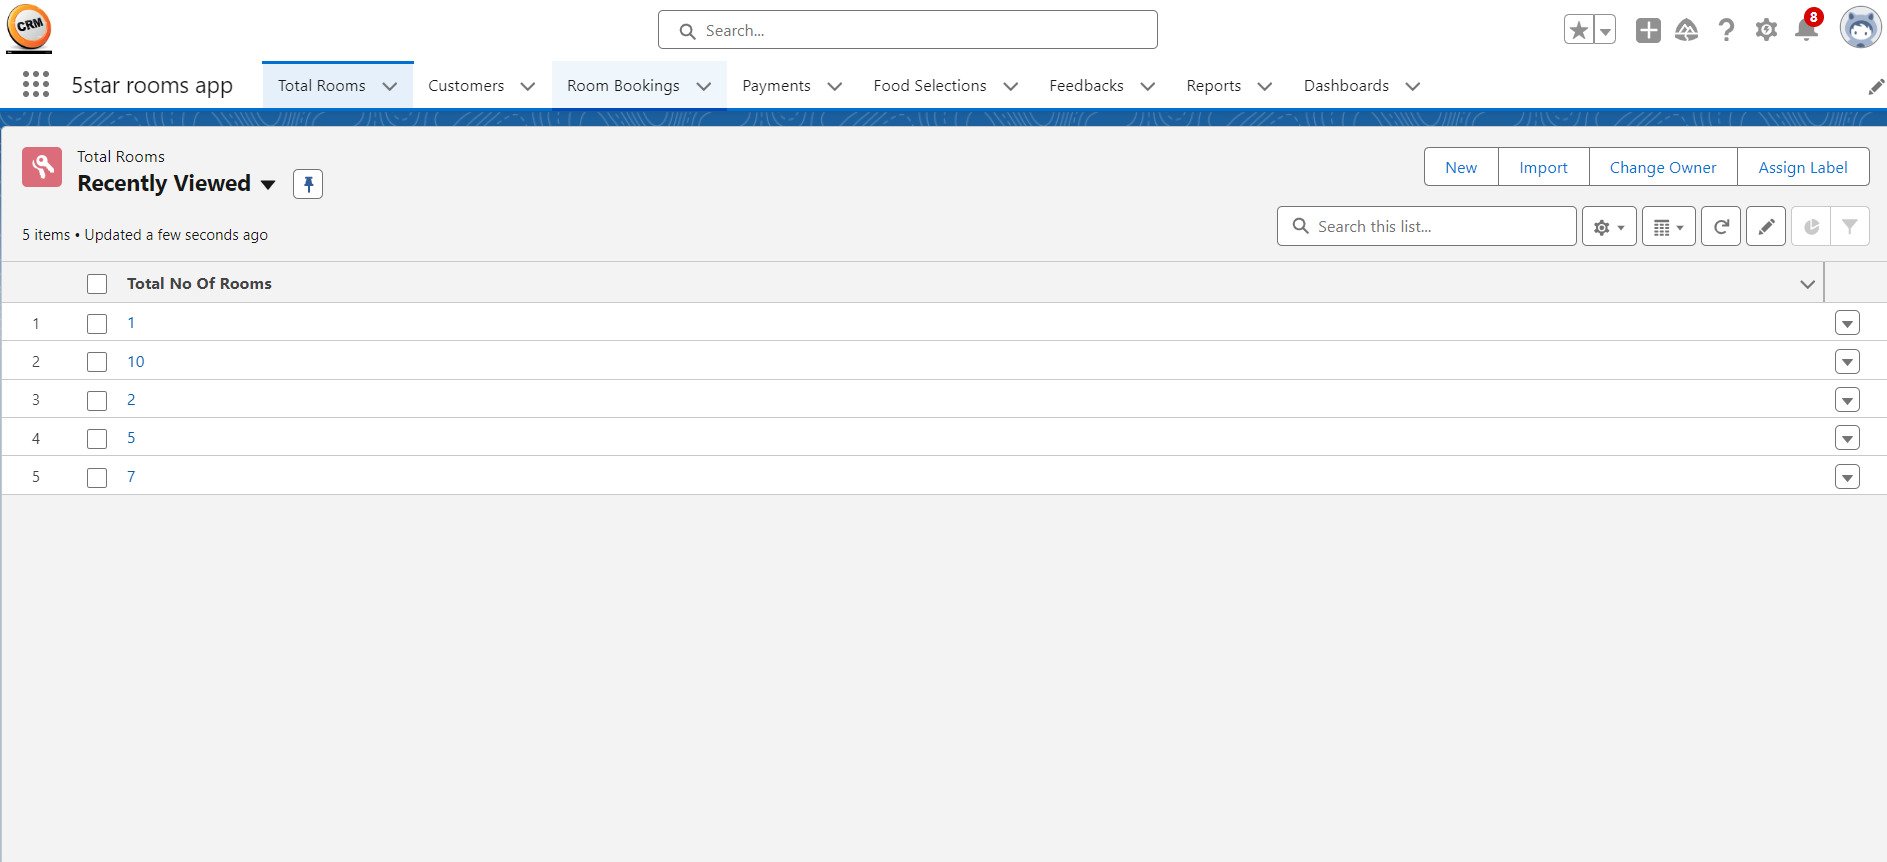 CRM
Search...
8
5star rooms app
Total Rooms
Customers
Room Bookings
Payments
Food Selections
Feedbacks
Reports
Dashboards
Total Rooms
Recently Viewed
New
Import
Change Owner
Assign Label
5 items • Updated a few seconds ago
Search this list...
Total No Of Rooms
1 1
2 10
3 2
4 5
5 7